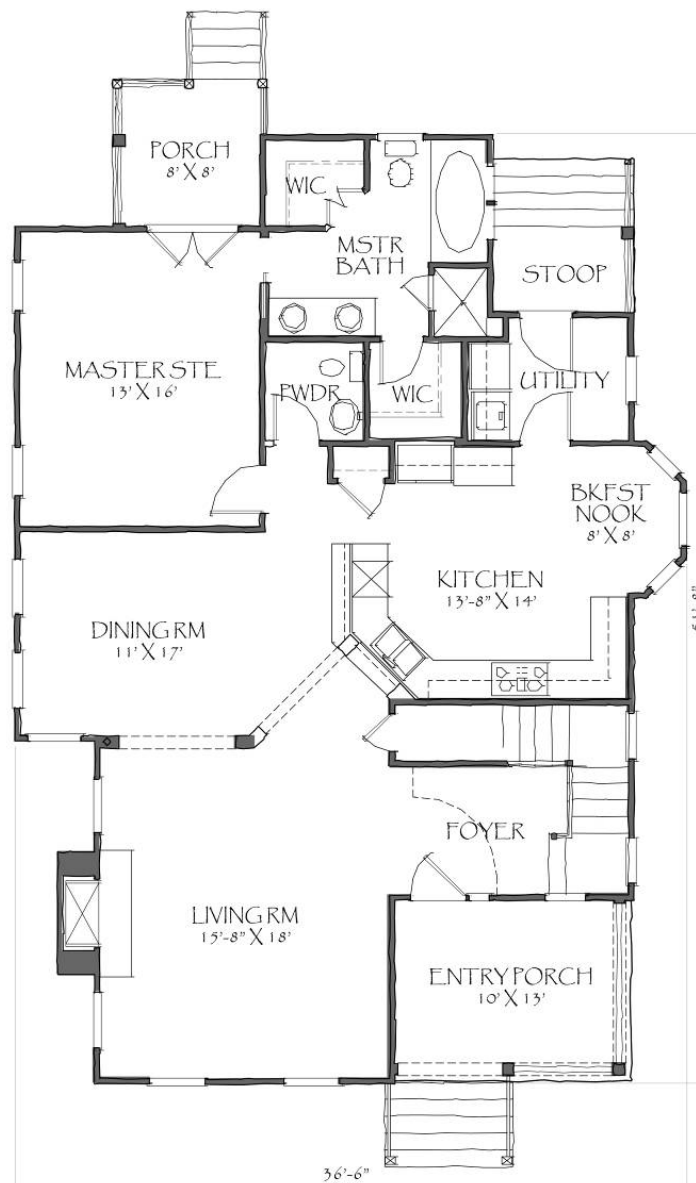 PORCH
8' X 8'
WIC
MSTR
BATH
STOOP
MASTER STE
13' X 16'
PWDR
WIC
UTILITY
BKFST
NOOK
8' X 8'
KITCHEN
13'-8" X 14'
DINING RM
11' X 17'
FOYER
LIVING RM
15'-8" X 18'
ENTRY PORCH
10' X 13'
36'-6"